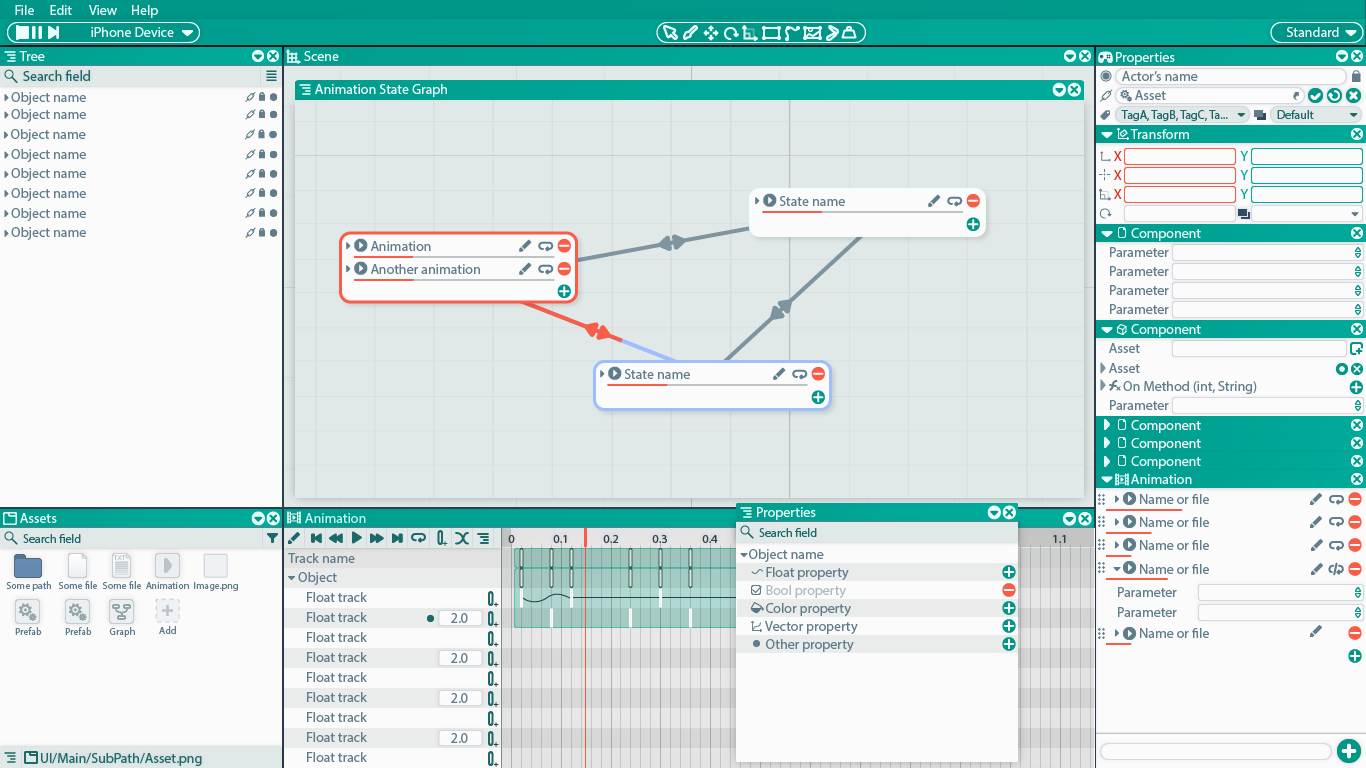 File Edit View Help
iPhone Device
Standard
Tree
Search field
Object name
Object name
Object name
Object name
Object name
Object name
Object name
Object name
Scene
Animation State Graph
State name
Animation
Another animation
State name
Properties
Actor's name
Asset
TagA, TagB, TagC, Ta...
Default
Transform
X Y
X Y
X Y
Component
Parameter
Parameter
Parameter
Parameter
Component
Asset
Asset
On Method (int, String)
Parameter
Component
Component
Component
Animation
Name or file
Name or file
Name or file
Name or file
Parameter
Parameter
Name or file
Assets
Search field
Some path
Some file
TXT
Some file
Animation
Image.png
Prefab
Prefab
Graph
Add
UI/Main/SubPath/Asset.png
Animation
0 0.1 0.2 0.3 0.4 1.1
Track name
Object
Float track
Float track 2.0
Float track
Float track 2.0
Float track
Float track 2.0
Float track
Float track 2.0
Float track
Properties
Search field
Object name
Float property
Bool property
Color property
Vector property
Other property